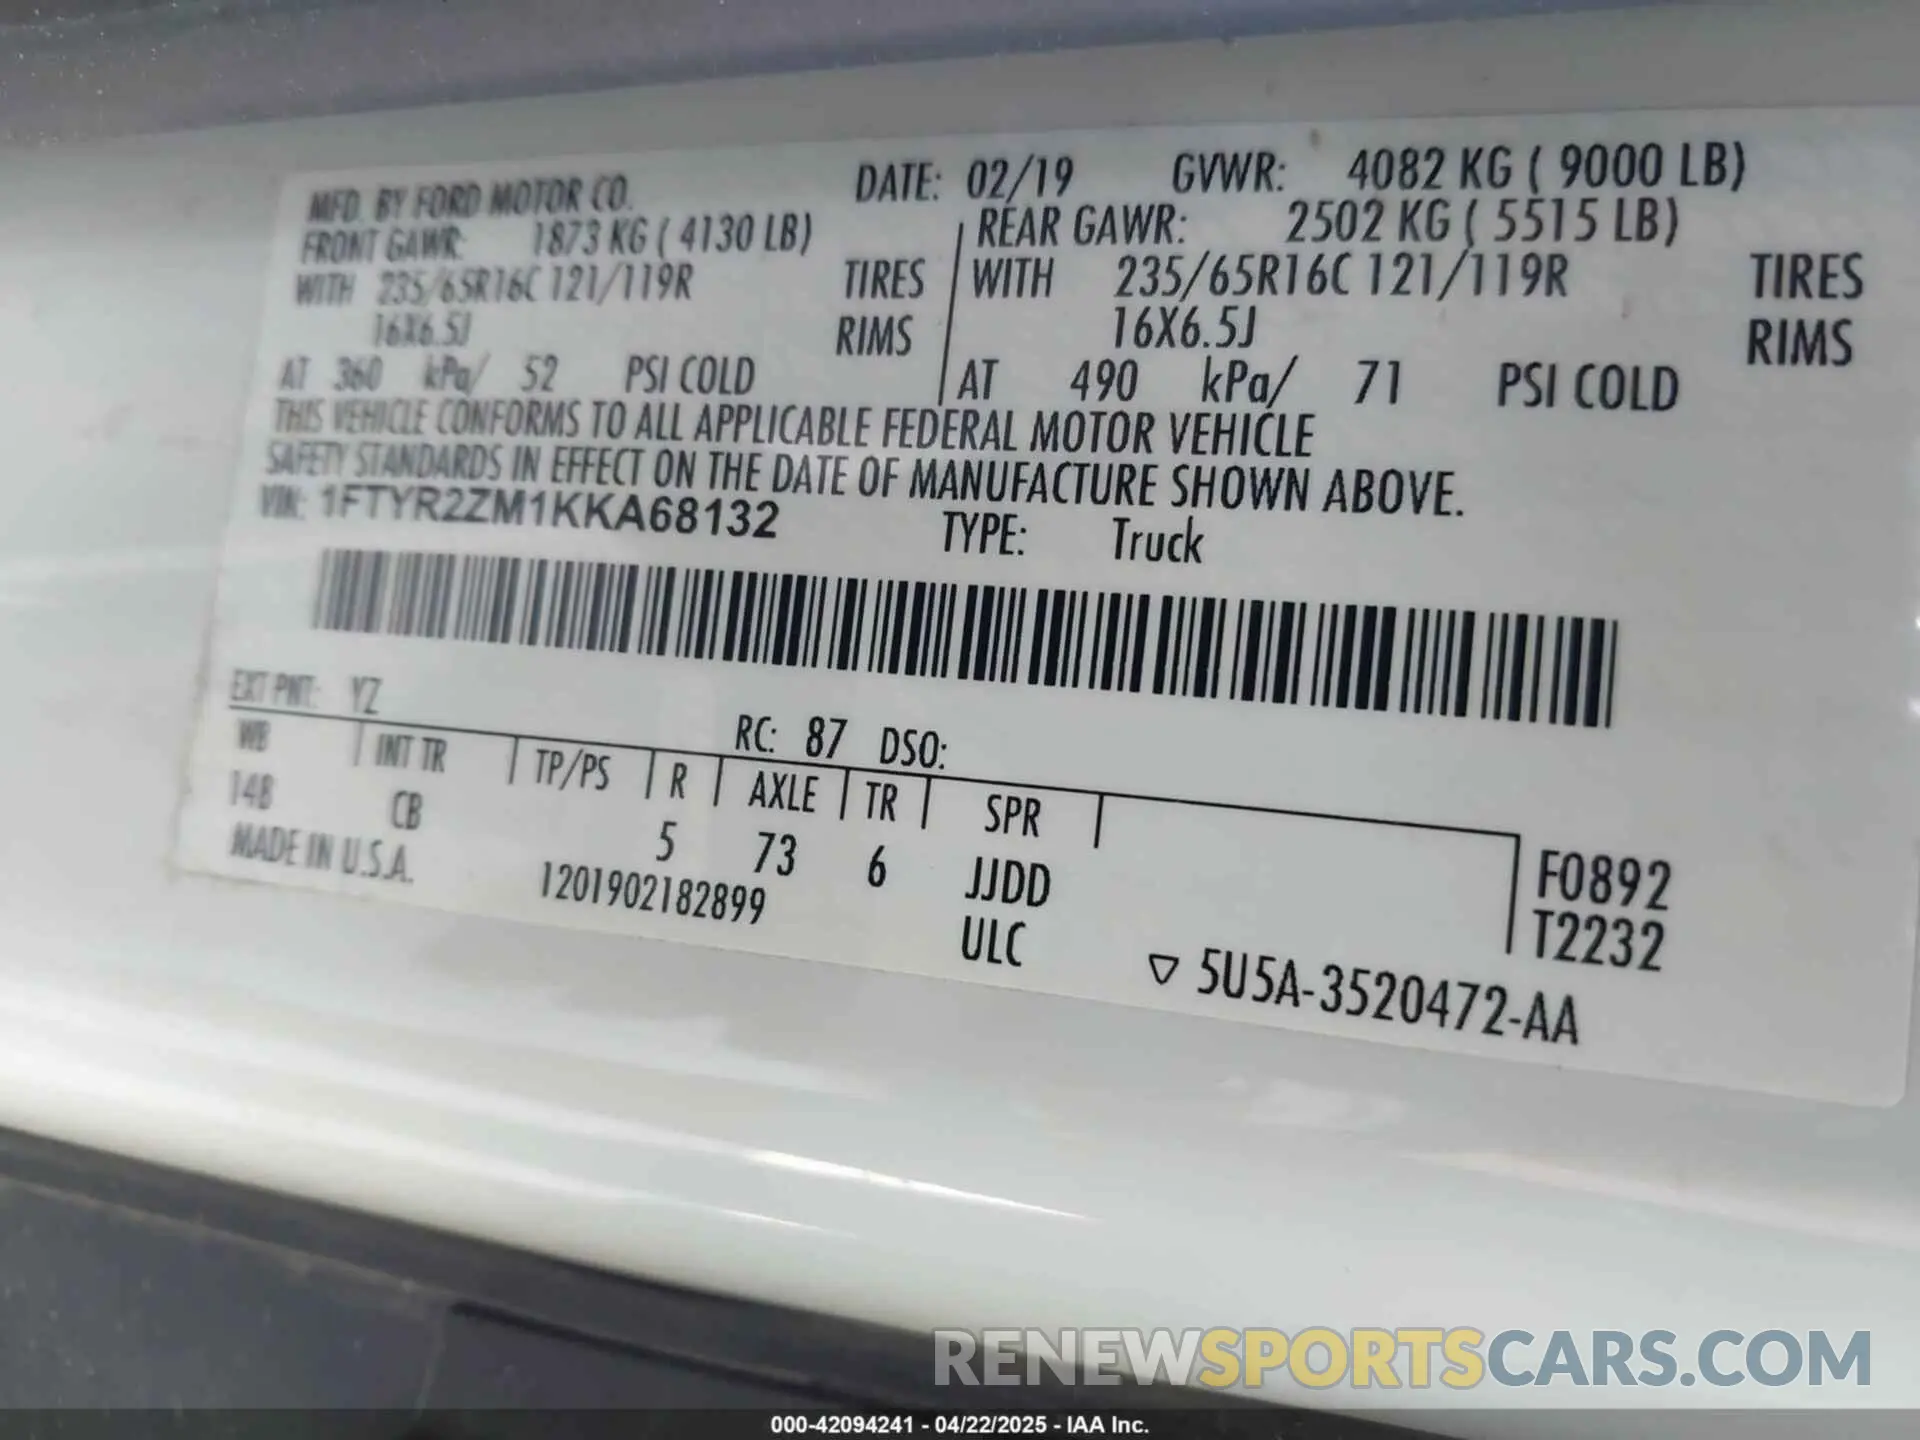 MFD. BY FORD MOTOR CO. DATE: 02/19 GVWR: 4082 KG ( 9000 LB)
FRONT GAWR: 1873 KG ( 4130 LB) REAR GAWR: 2502 KG ( 5515 LB)
WITH 235/65R16C 121/119R TIRES WITH 235/65R16C 121/119R TIRES
16X6.5J RIMS 16X6.5J RIMS
AT 360 kPa/ 52 PSI COLD AT 490 kPa/ 71 PSI COLD
THIS VEHICLE CONFORMS TO ALL APPLICABLE FEDERAL MOTOR VEHICLE
SAFETY STANDARDS IN EFFECT ON THE DATE OF MANUFACTURE SHOWN ABOVE.
VIN: 1FTYR2ZM1KKA68132 TYPE: Truck
EXT PNT: YZ RC: 87 DSO:
WB INT TR TP/PS R AXLE TR SPR
148 CB 5 73 6 JJDD F0892
MADE IN U.S.A. 1201902182899 ULC T2232
▽ 5U5A-3520472-AA
RENEWSPORTSCARS.COM
000-42094241 - 04/22/2025 - IAA Inc.